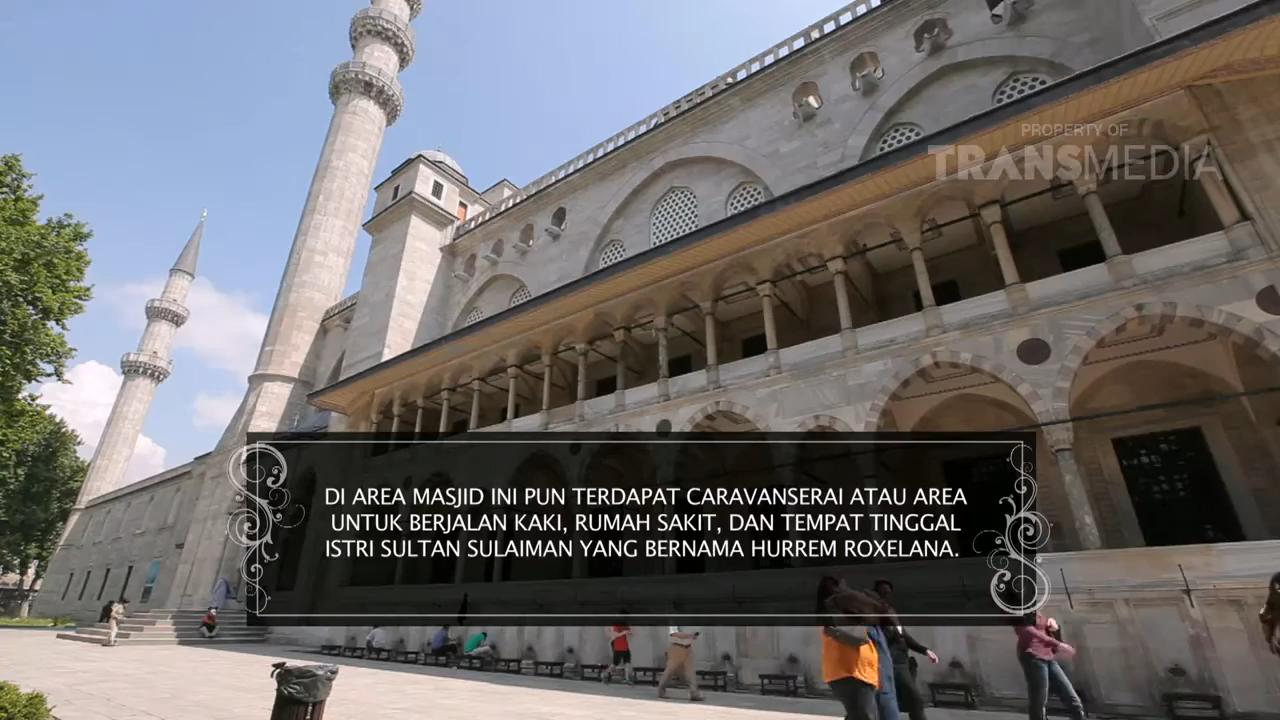 PROPERTY OF
TRANSMEDIA
DI AREA MASJID INI PUN TERDAPAT CARAVANSERAI ATAU AREA
UNTUK BERJALAN KAKI, RUMAH SAKIT, DAN TEMPAT TINGGAL
ISTRI SULTAN SULAIMAN YANG BERNAMA HURREM ROXELANA.